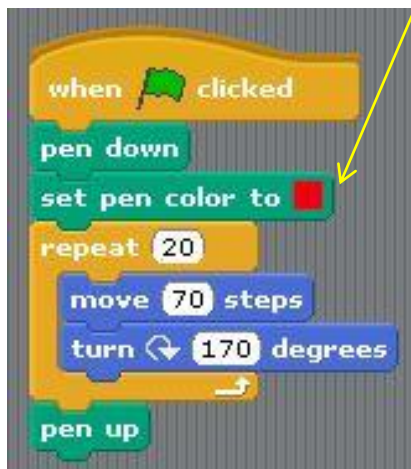 when clicked
pen down
set pen color to
repeat 20
move 70 steps
turn 170 degrees
pen up